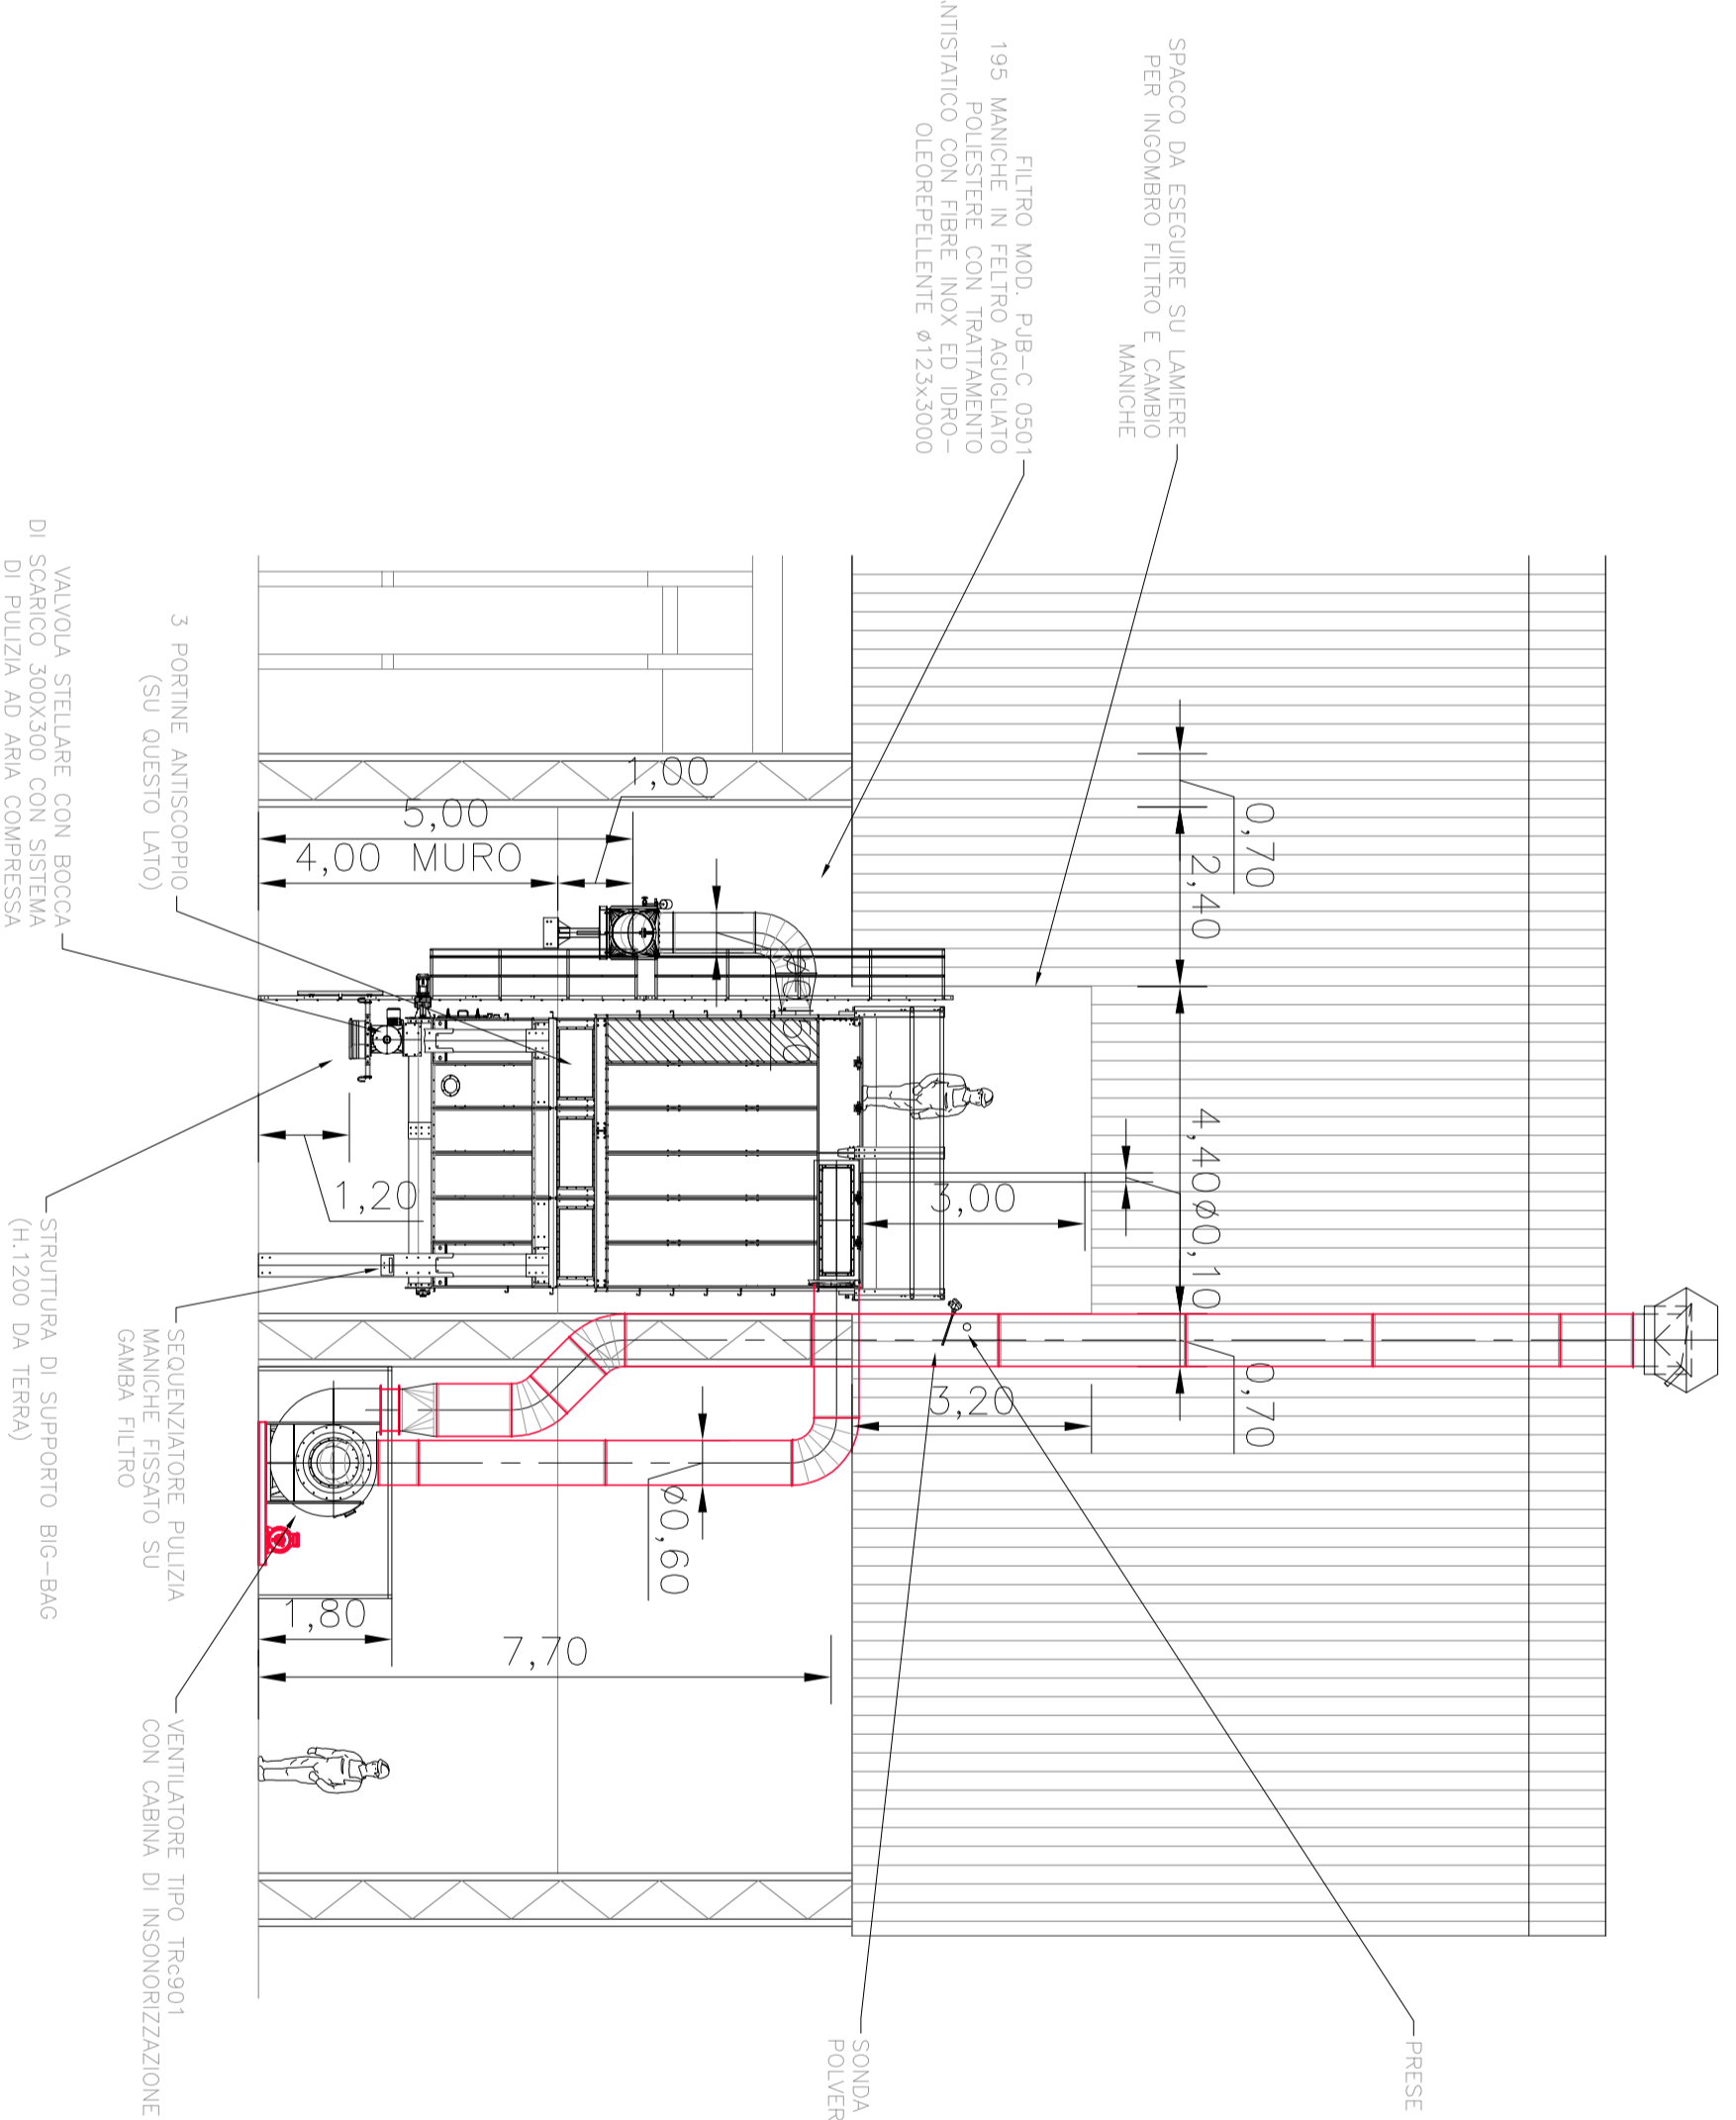 SPACCO DA ESEGUIRE SU LAMIERE
PER INGOMBRO FILTRO E CAMBIO
MANICHE
FILTRO MOD. PJB-C 0501
195 MANICHE IN FELTRO AGUGLIATO
POLIESTERE CON TRATTAMENTO
ANTISTATICO CON FIBRE INOX ED IDRO-
OLEOREPELLENTE Ø123x3000
VALVOLA STELLARE CON BOCCA
DI SCARICO 300X300 CON SISTEMA
DI PULIZIA AD ARIA COMPRESSA
3 PORTINE ANTISCOPPIO
(SU QUESTO LATO)
STRUTTURA DI SUPPORTO BIG-BAG
(H.1200 DA TERRA)
SEQUENZIATORE PULIZIA
MANICHE FISSATO SU
GAMBA FILTRO
VENTILATORE TIPO TRc901
CON CABINA DI INSONORIZZAZIONE
SONDA
POLVER
PRESE
0,70
2,40
4,40
Ø0,10
0,70
1,00
5,00
4,00 MURO
1,20
3,00
3,20
Ø0,60
1,80
7,70